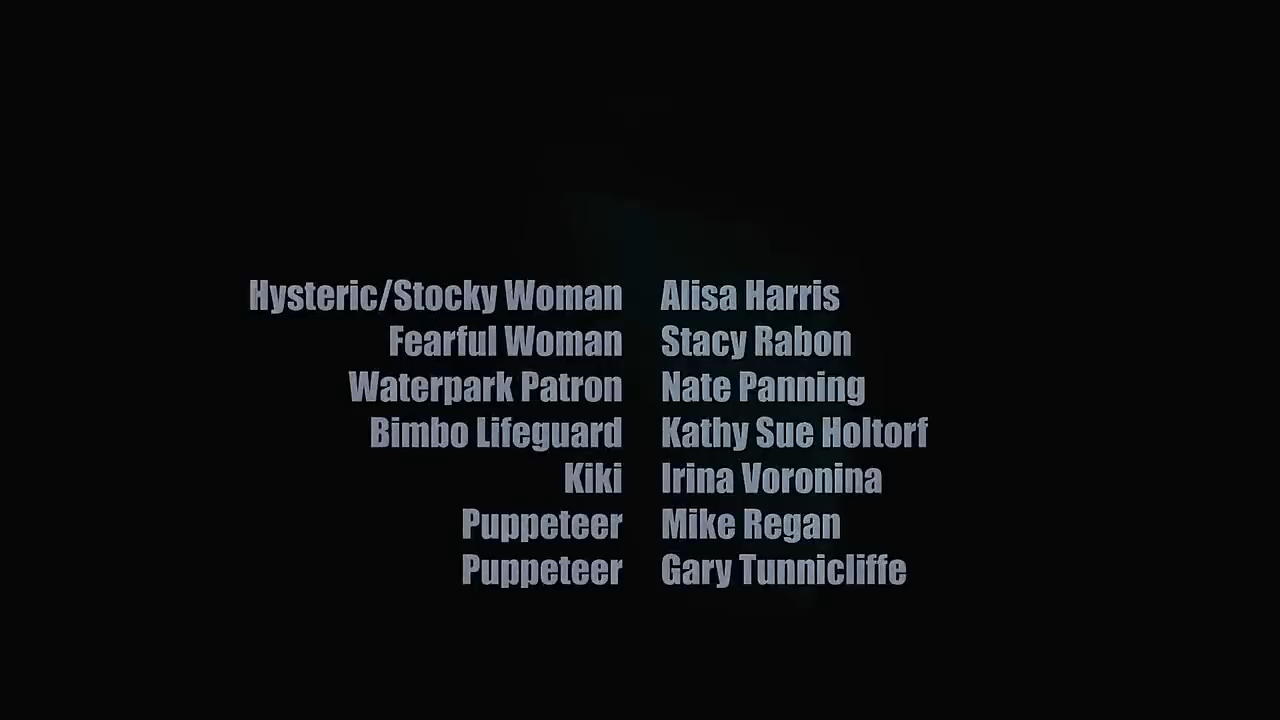 Hysteric/Stocky Woman Alisa Harris
Fearful Woman Stacy Rabon
Waterpark Patron Nate Panning
Bimbo Lifeguard Kathy Sue Holtorf
Kiki Irina Voronina
Puppeteer Mike Regan
Puppeteer Gary Tunnicliffe